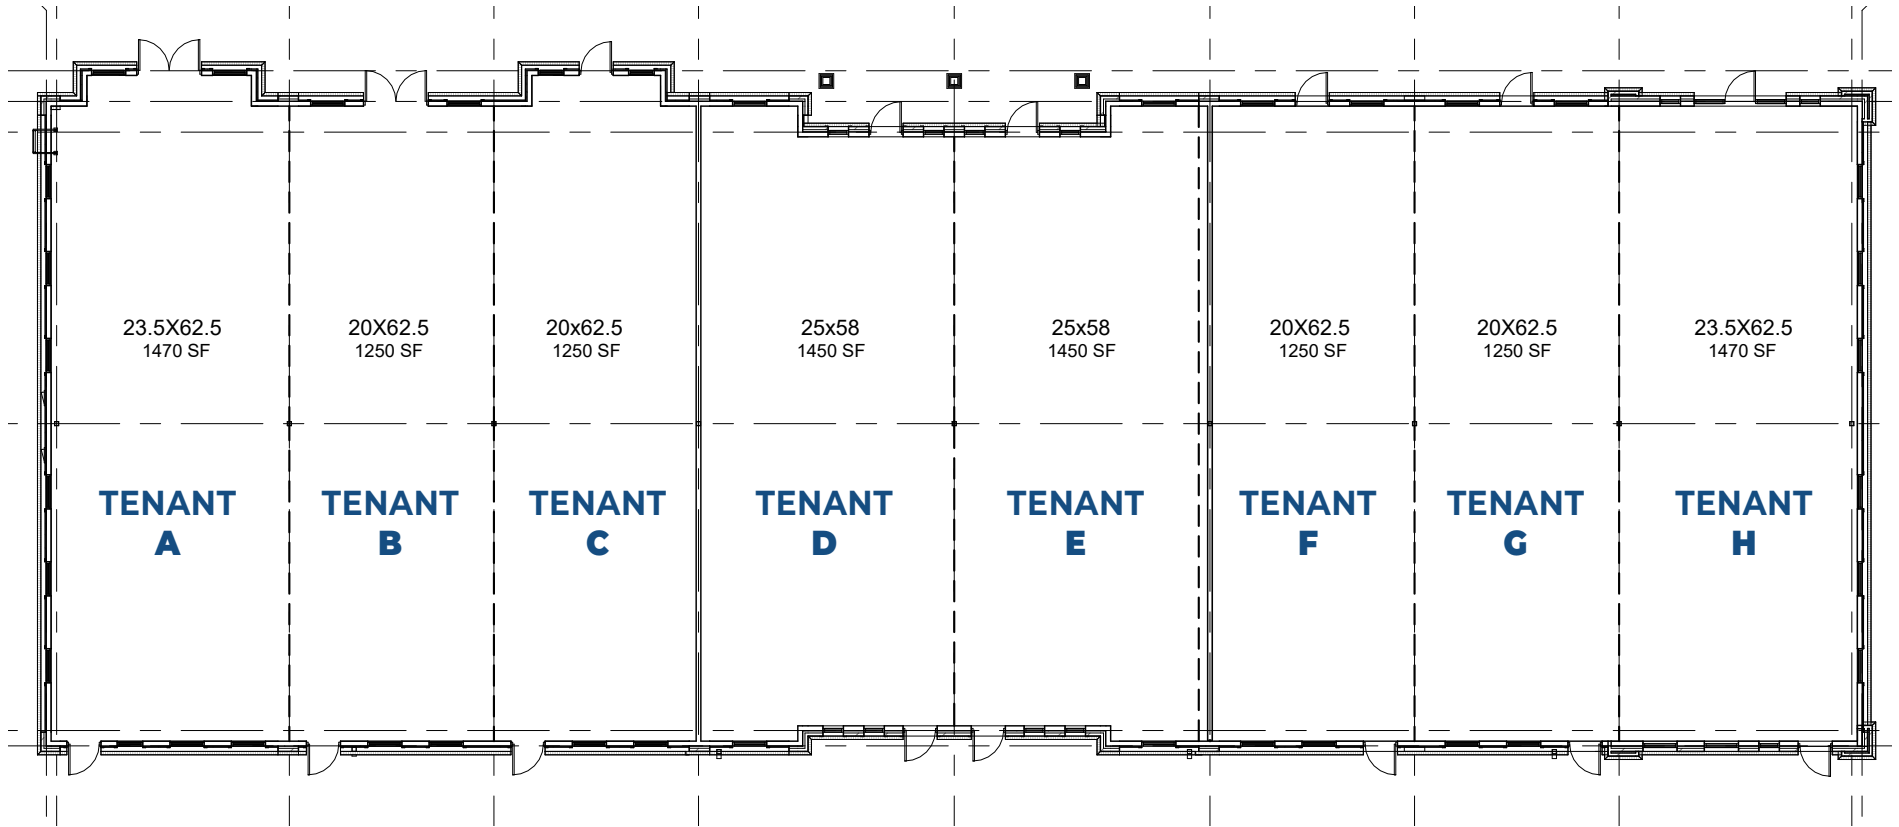 23.5X62.5
1470 SF
20X62.5
1250 SF
20x62.5
1250 SF
25x58
1450 SF
25x58
1450 SF
20X62.5
1250 SF
20X62.5
1250 SF
23.5X62.5
1470 SF
TENANT
A
TENANT
B
TENANT
C
TENANT
D
TENANT
E
TENANT
F
TENANT
G
TENANT
H